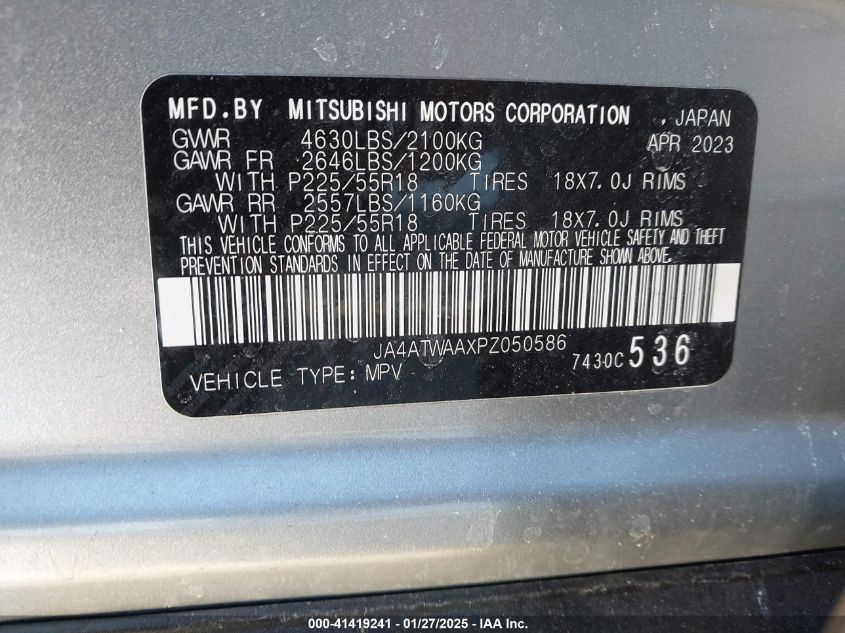 MFD.BY MITSUBISHI MOTORS CORPORATION , JAPAN
GVWR 4630LBS/2100KG APR 2023
GAWR FR 2646LBS/1200KG
WITH P225/55R18 TIRES 18X7.0J RIMS
GAWR RR 2557LBS/1160KG
WITH P225/55R18 TIRES 18X7.0J RIMS
THIS VEHICLE CONFORMS TO ALL APPLICABLE FEDERAL MOTOR VEHICLE SAFETY AND THEFT
PREVENTION STANDARDS IN EFFECT ON THE DATE OF MANUFACTURE SHOWN ABOVE.
JA4ATWAAXPZ050586
VEHICLE TYPE: MPV 7430C 536
000-41419241 - 01/27/2025 - IAA Inc.